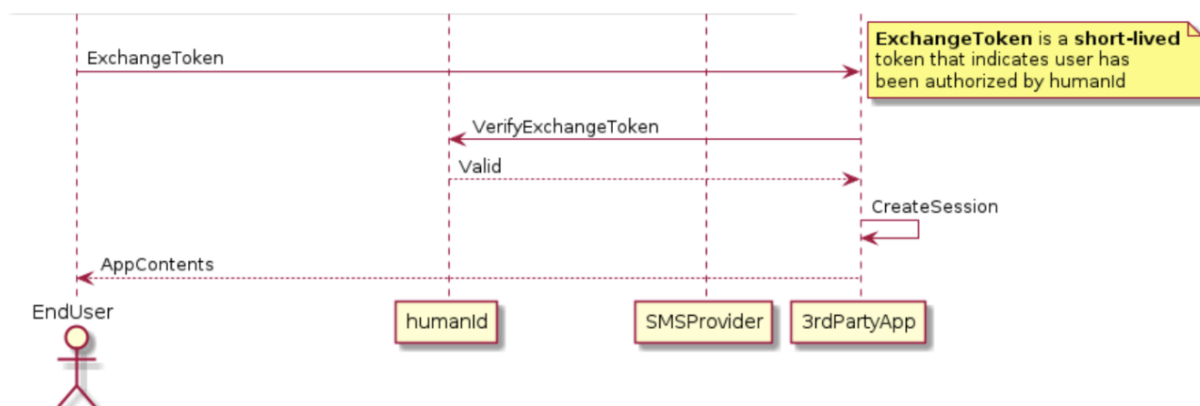 ExchangeToken is a short-lived
token that indicates user has
been authorized by humanId
ExchangeToken
VerifyExchangeToken
Valid
CreateSession
AppContents
EndUser
humanId
SMSProvider
3rdPartyApp